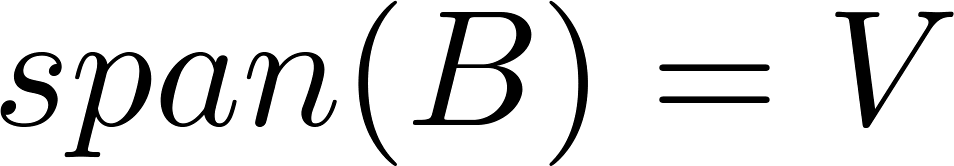 span(B) = V